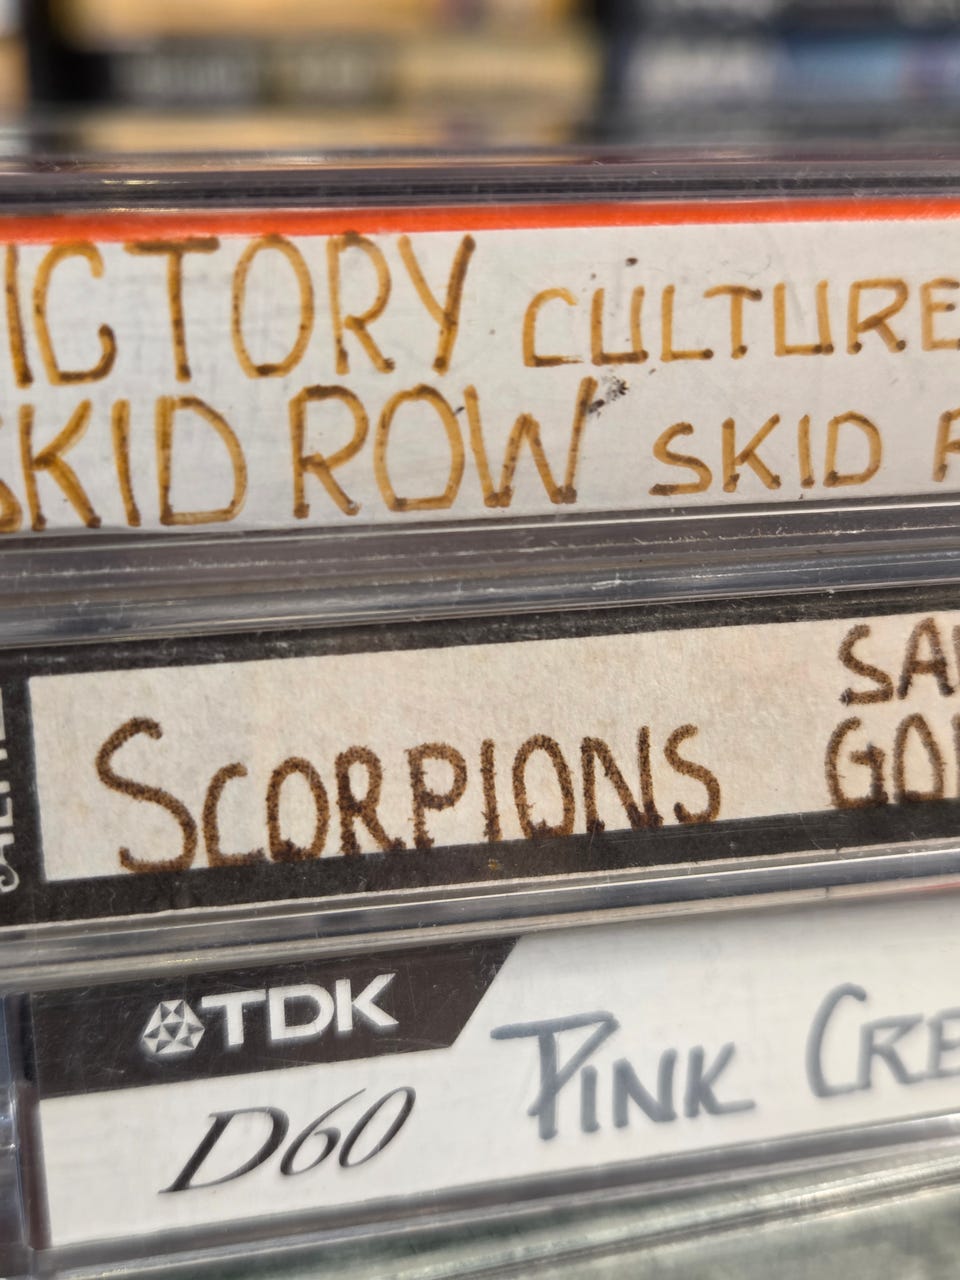 ICTORY CULTURE
SKID ROW SKID R
SCORPIONS SA
GO
TDK
D60
PINK CRE